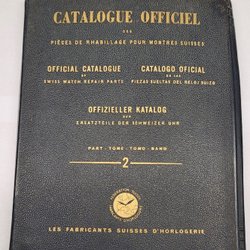 CATALOGUE OFFICIEL
DES
PIÈCES DE RHABILLAGE POUR MONTRES SUISSES
OFFICIAL CATALOGUE
OF
SWISS WATCH REPAIR PARTS
CATALOGO OFICIAL
DE LAS
PIEZAS SUELTAS DEL RELOJ SUIZO
OFFIZIELLER KATALOG
DER
ERSATZTEILE DER SCHWEIZER UHR
PART - TOME - TOMO - BAND
2
LES FABRICANTS SUISSES D'HORLOGERIE